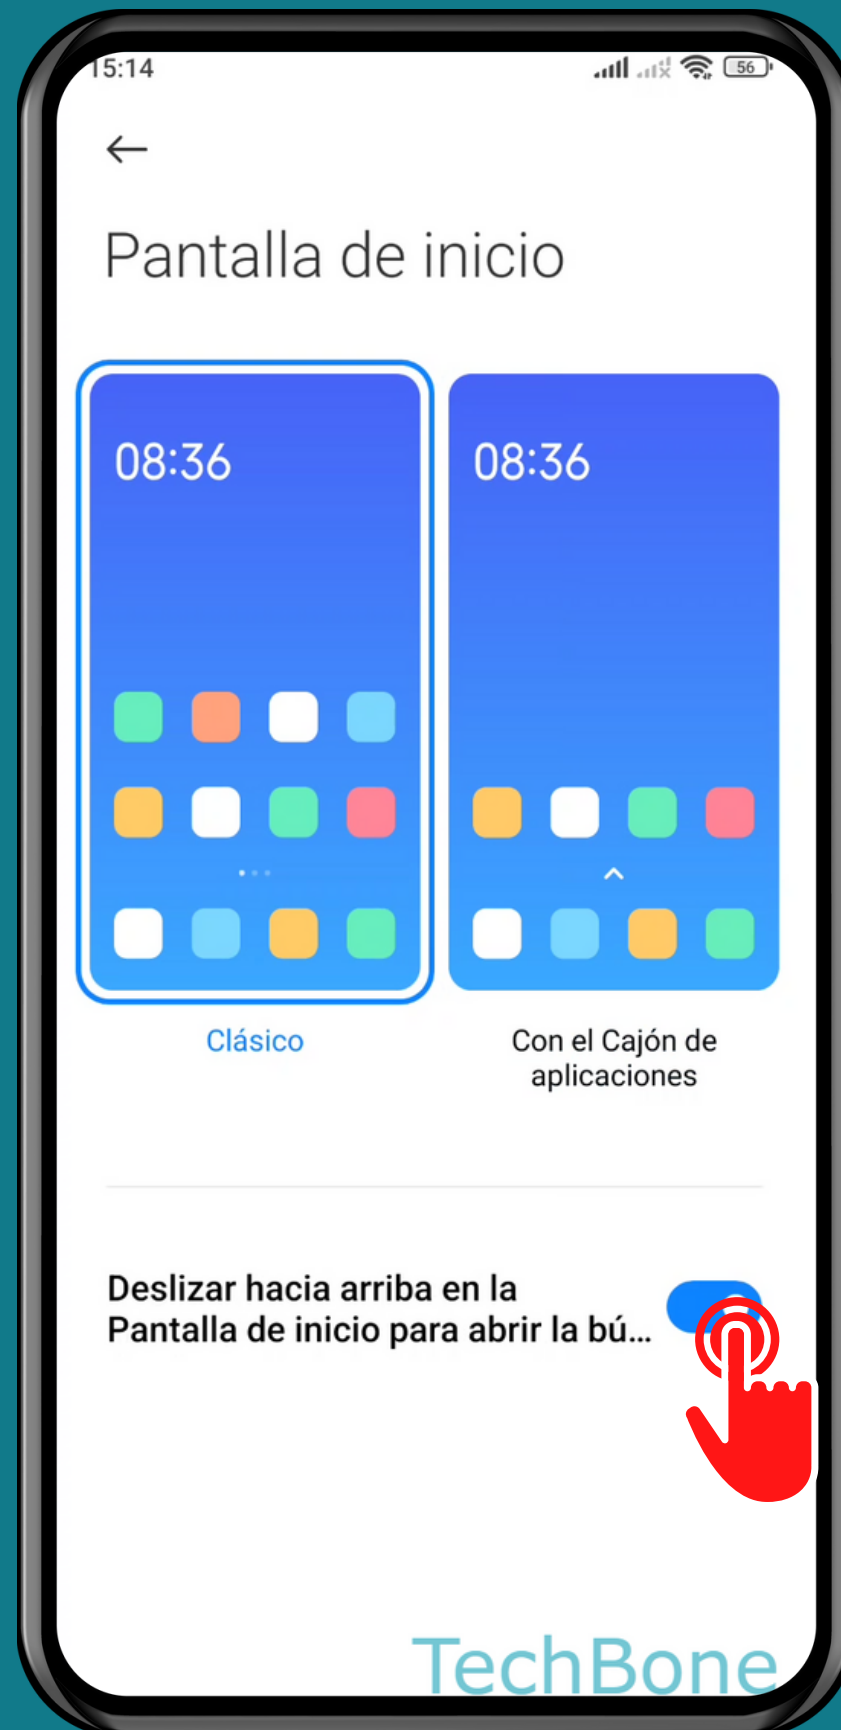 15:14
56
Pantalla de inicio
08:36
08:36
Clásico
Con el Cajón de
aplicaciones
Deslizar hacia arriba en la
Pantalla de inicio para abrir la bú...
TechBone